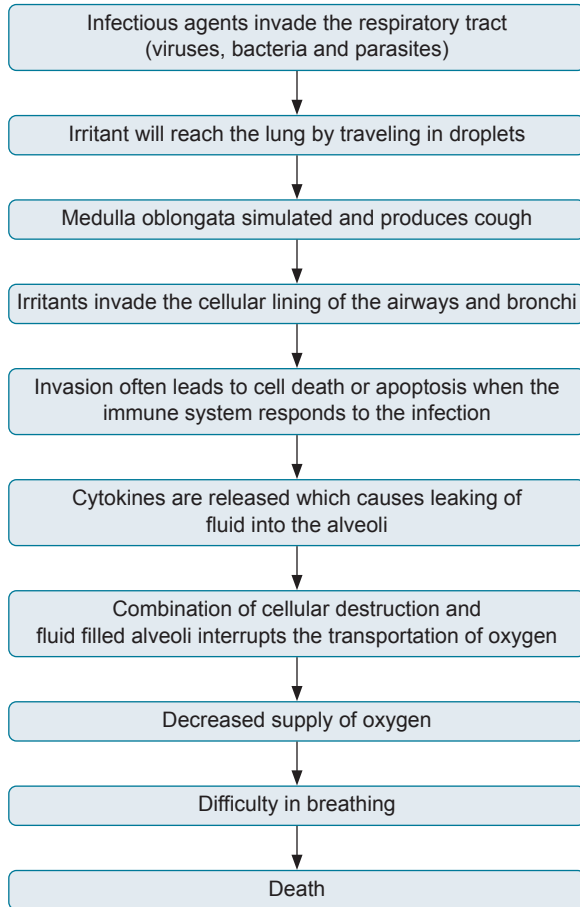 Infectious agents invade the respiratory tract
(viruses, bacteria and parasites)
Irritant will reach the lung by traveling in droplets
Medulla oblongata simulated and produces cough
Irritants invade the cellular lining of the airways and bronchi
Invasion often leads to cell death or apoptosis when the
immune system responds to the infection
Cytokines are released which causes leaking of
fluid into the alveoli
Combination of cellular destruction and
fluid filled alveoli interrupts the transportation of oxygen
Decreased supply of oxygen
Difficulty in breathing
Death